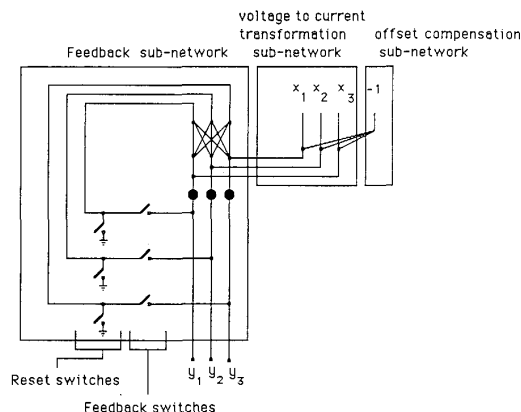 voltage to current
Feedback sub-network transformation offset compensation
sub-network sub-network
x1 x2 x3 -1
y1 y2 y3
Reset switches
Feedback switches